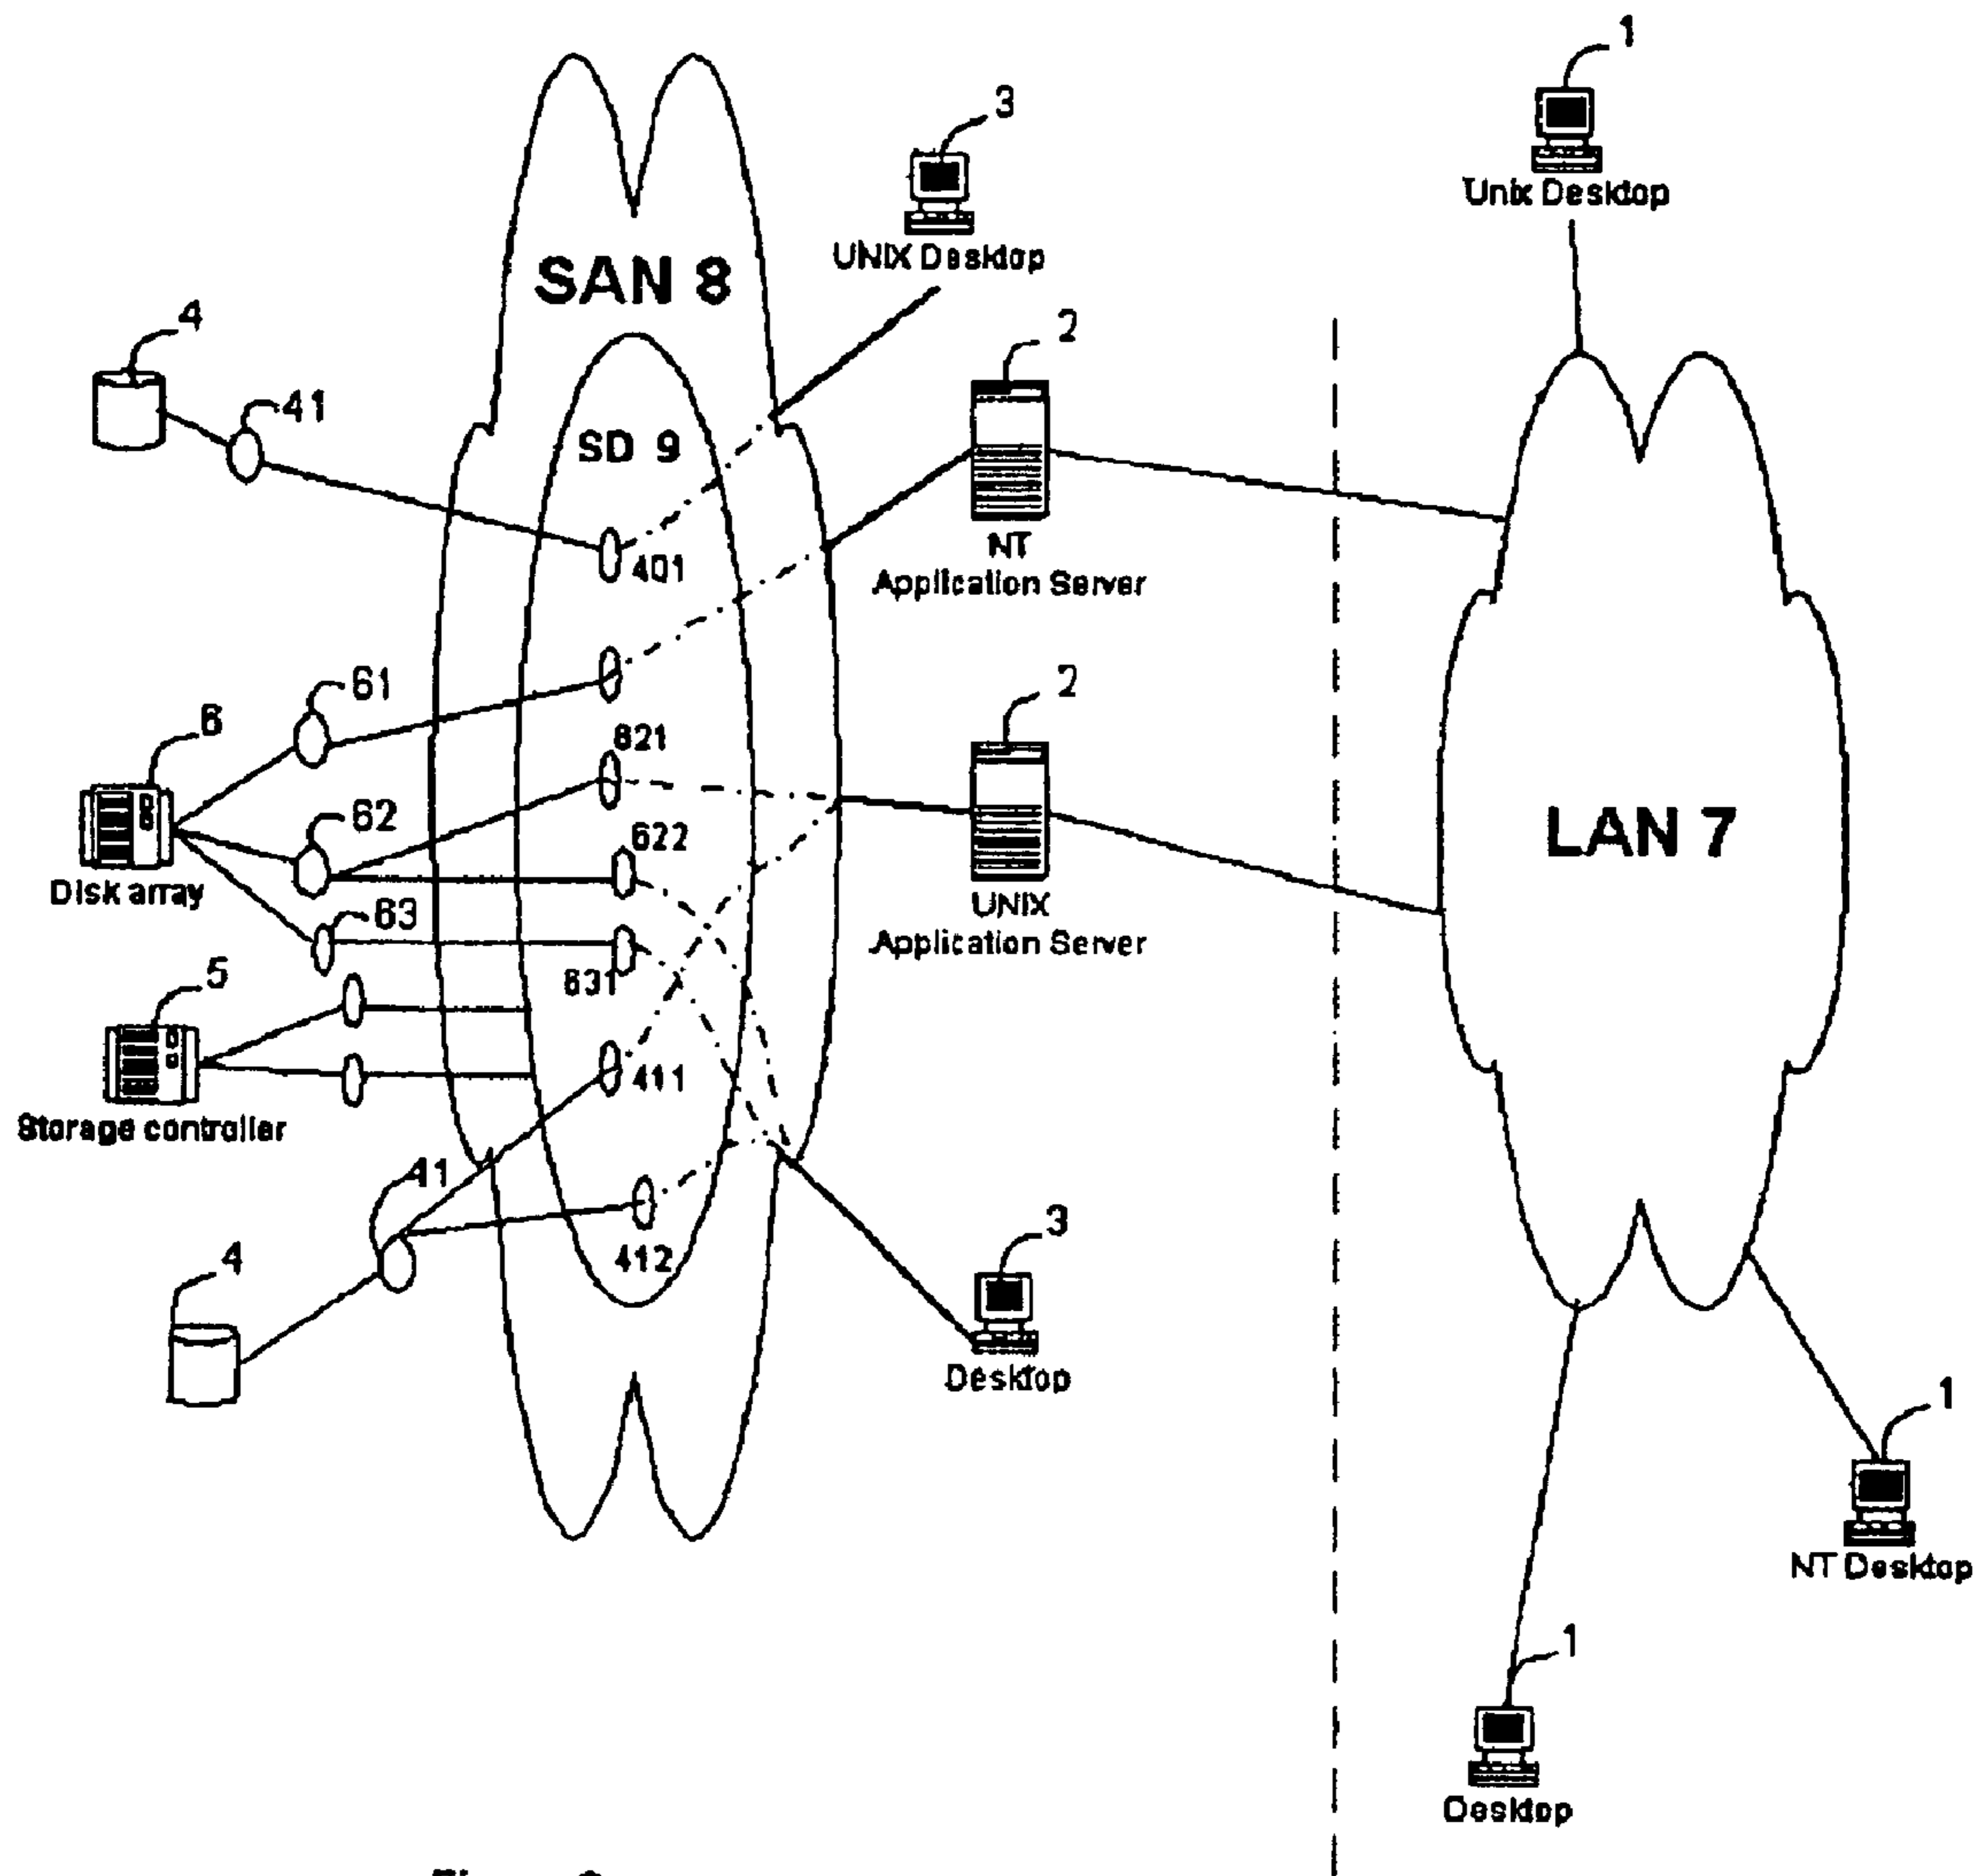 1
Unix Desktop
3
UNIX Desktop
SAN 8
4
2
41
SD 9
NT
Application Server
401
61
6
2
621
62
622
LAN 7
Disk array
63
UNIX
Application Server
5
631
411
Storage controller
41
3
412
4
Desktop
1
NT Desktop
1
Desktop